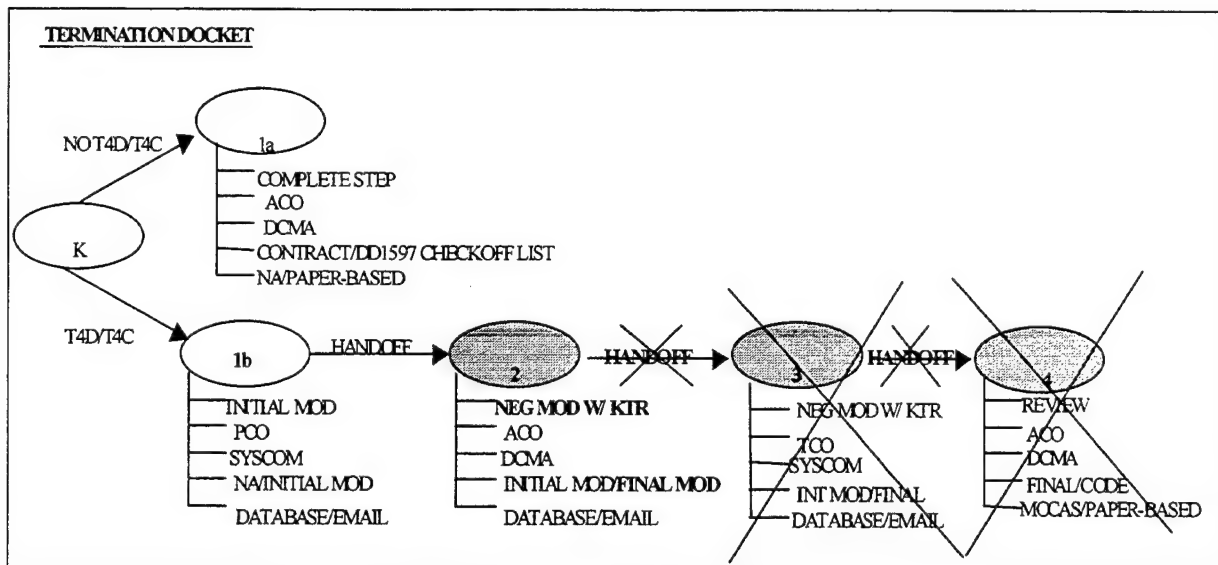 TERMINATION DOCKET
NO T4D/T4C
1a
COMPLETE STEP
ACO
DCMA
CONTRACT/DD1597 CHECKOFF LIST
NA/PAPER-BASED
K
T4D/T4C
1b
HANDOFF
2
HANDOFF
3
HANDOFF
4
INITIAL MOD
PCO
SYSCOM
NA/INITIAL MOD
DATABASE/EMAIL
NEG MOD W/ KTR
ACO
DCMA
INITIAL MOD/FINAL MOD
DATABASE/EMAIL
NEG MOD W/ KTR
TCO
SYSCOM
INT MOD/FINAL
DATABASE/EMAIL
REVIEW
ACO
DCMA
FINAL/CODE
MOCAS/PAPER-BASED